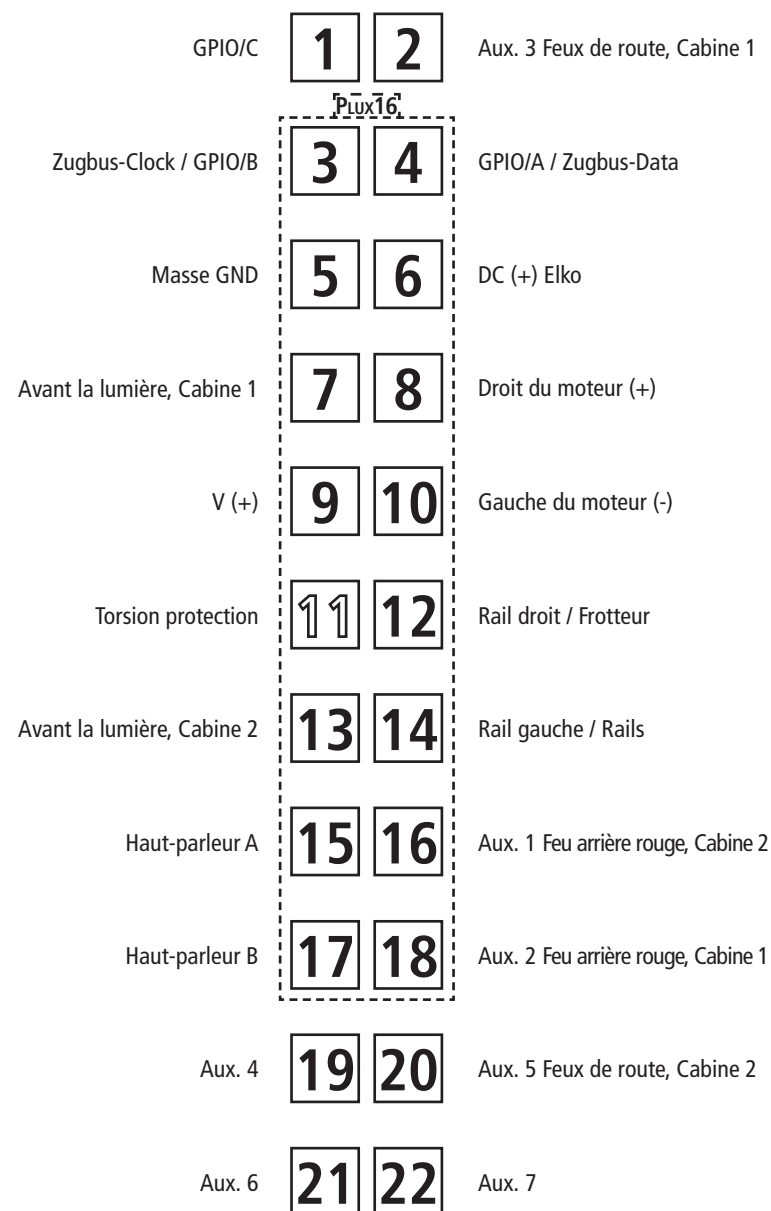 GPIO/C 1 2 Aux. 3 Feux de route, Cabine 1
PLUX16
Zugbus-Clock / GPIO/B 3 4 GPIO/A / Zugbus-Data
Masse GND 5 6 DC (+) Elko
Avant la lumière, Cabine 1 7 8 Droit du moteur (+)
V (+) 9 10 Gauche du moteur (-)
Torsion protection 11 12 Rail droit / Frotteur
Avant la lumière, Cabine 2 13 14 Rail gauche / Rails
Haut-parleur A 15 16 Aux. 1 Feu arrière rouge, Cabine 2
Haut-parleur B 17 18 Aux. 2 Feu arrière rouge, Cabine 1
Aux. 4 19 20 Aux. 5 Feux de route, Cabine 2
Aux. 6 21 22 Aux. 7